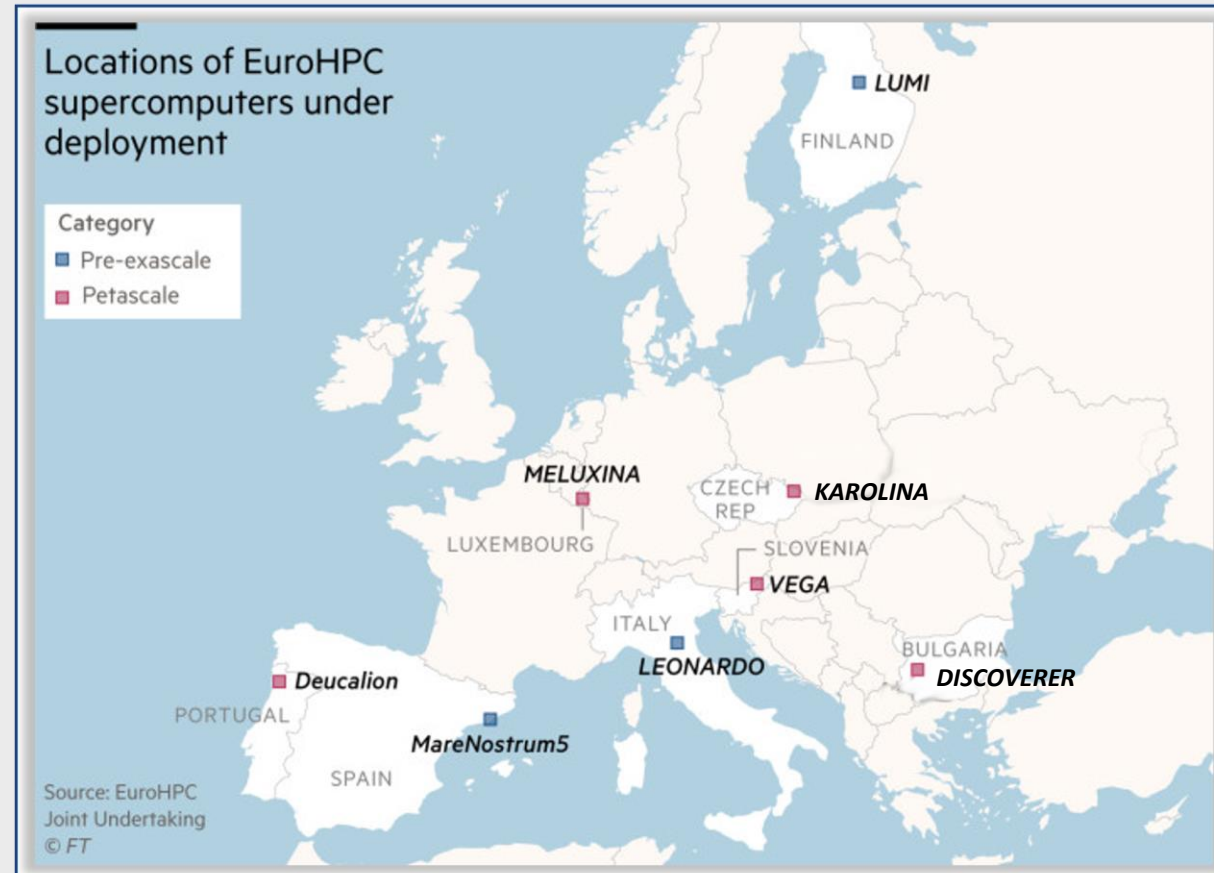 Locations of EuroHPC
supercomputers under
deployment
Category
Pre-exascale
Petascale
LUMI
FINLAND
MELUXINA
LUXEMBOURG
CZECH
REP
KAROLINA
SLOVENIA
VEGA
ITALY
LEONARDO
BULGARIA
DISCOVERER
Deucalion
PORTUGAL
MareNostrum5
SPAIN
Source: EuroHPC
Joint Undertaking
© FT